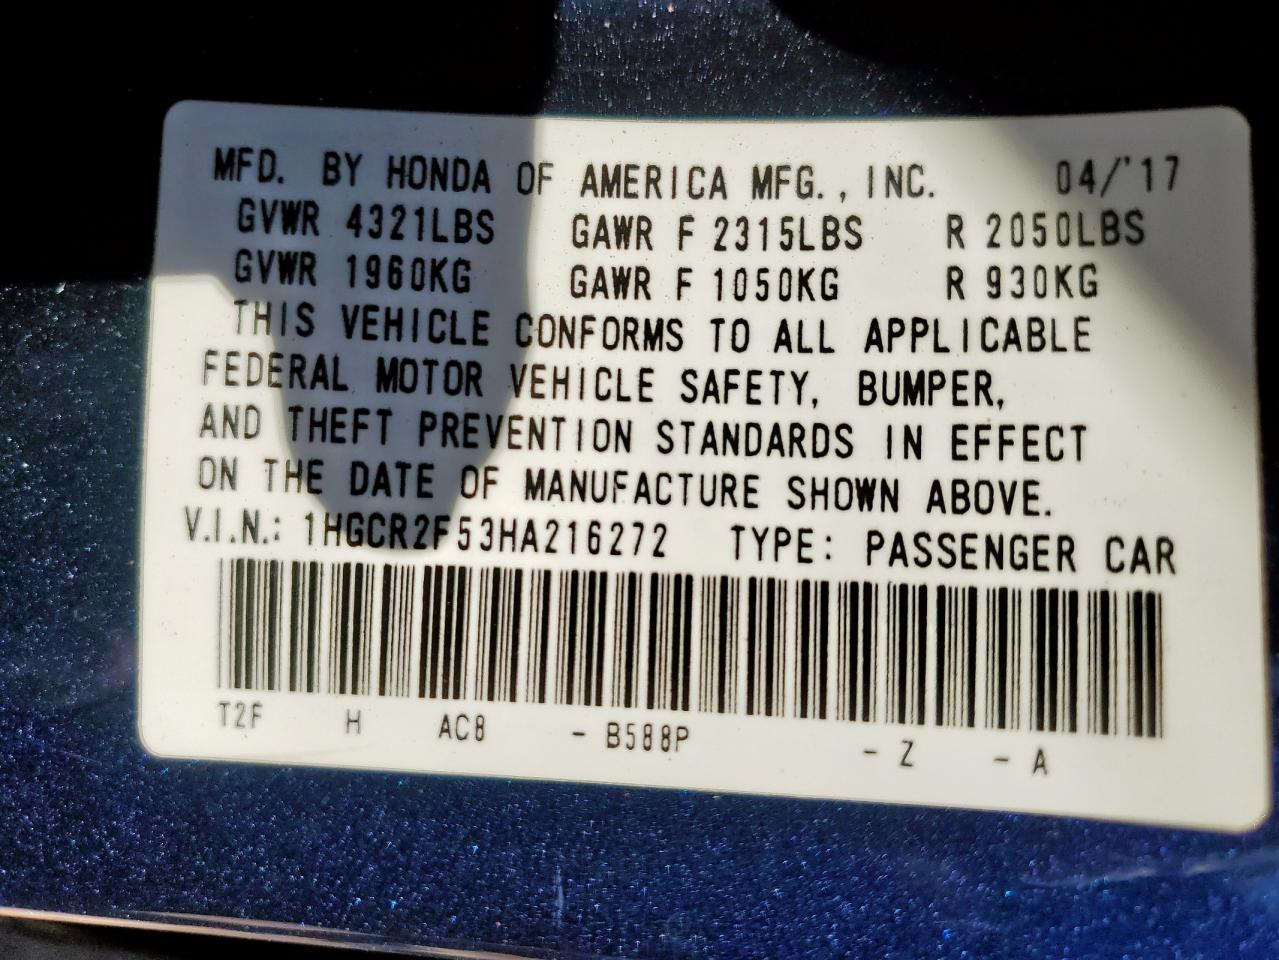 MFD. BY HONDA OF AMERICA MFG., INC. 04/'17
GVWR 4321LBS GAWR F 2315LBS R 2050LBS
GVWR 1960KG GAWR F 1050KG R 930KG
THIS VEHICLE CONFORMS TO ALL APPLICABLE
FEDERAL MOTOR VEHICLE SAFETY, BUMPER,
AND THEFT PREVENTION STANDARDS IN EFFECT
ON THE DATE OF MANUFACTURE SHOWN ABOVE.
V.I.N.: 1HGCR2F53HA216272 TYPE: PASSENGER CAR
T2F H AC8 - B588P - Z - A